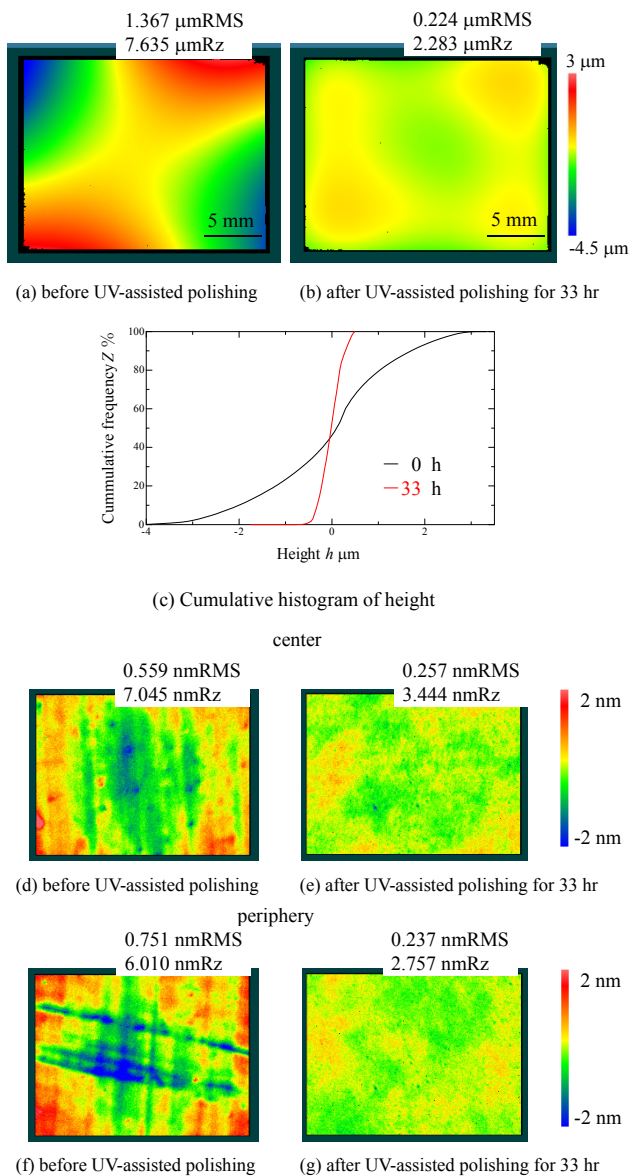 1.367 μmRMS
7.635 μmRz
0.224 μmRMS
2.283 μmRz
3 μm
5 mm
5 mm
-4.5 μm
(a) before UV-assisted polishing
(b) after UV-assisted polishing for 33 hr
100
80
60
40
20
0
-4
-2
0
2
Cummulative frequency Z %
0 h
33 h
Height h μm
(c) Cumulative histogram of height
center
0.559 nmRMS
7.045 nmRz
0.257 nmRMS
3.444 nmRz
2 nm
-2 nm
(d) before UV-assisted polishing
(e) after UV-assisted polishing for 33 hr
periphery
0.751 nmRMS
6.010 nmRz
0.237 nmRMS
2.757 nmRz
2 nm
-2 nm
(f) before UV-assisted polishing
(g) after UV-assisted polishing for 33 hr